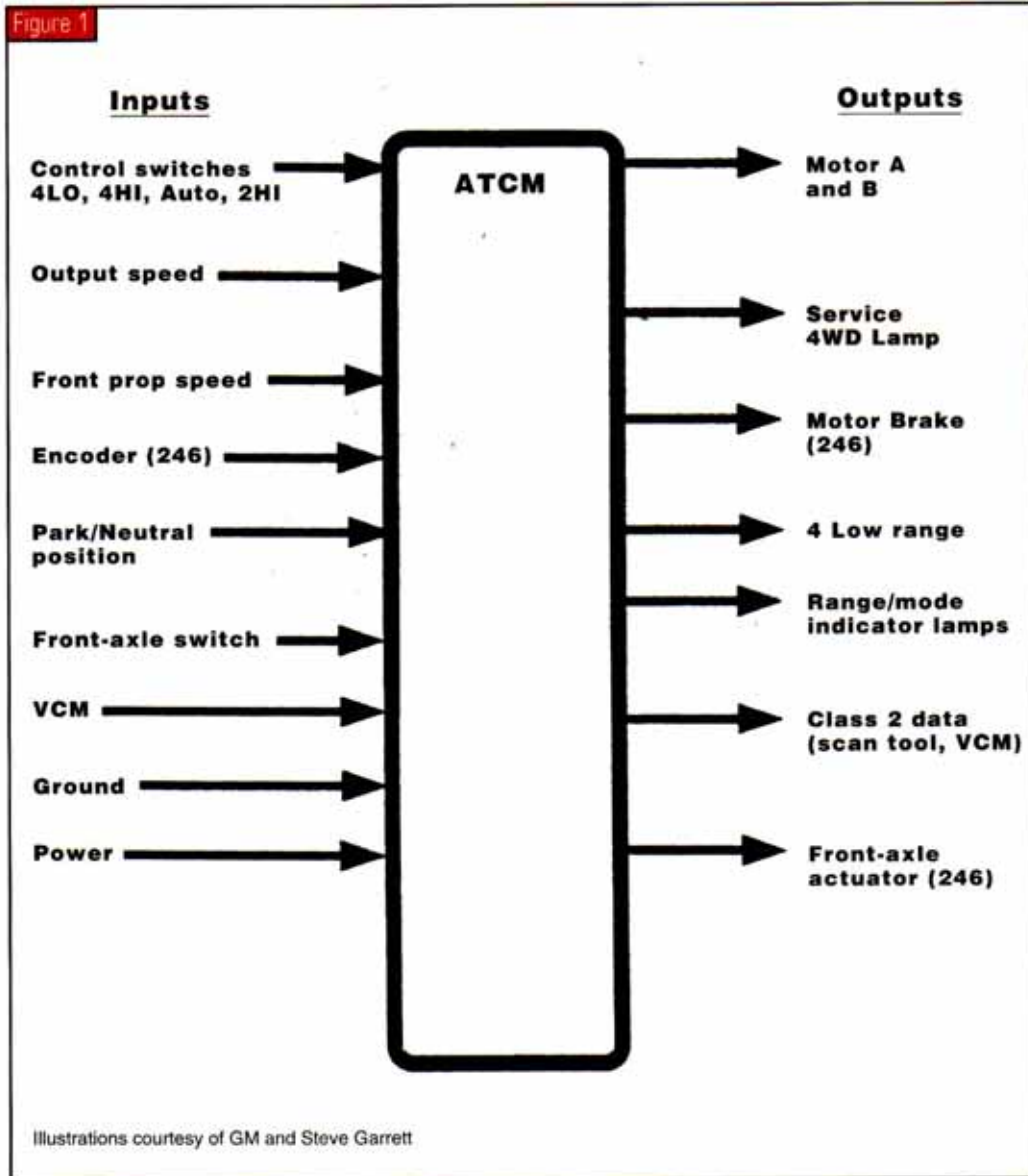 Figure 1
Inputs
Outputs
ATCM
Control switches
4LO, 4HI, Auto, 2HI
Output speed
Front prop speed
Encoder (246)
Park/Neutral
position
Front-axle switch
VCM
Ground
Power
Motor A
and B
Service
4WD Lamp
Motor Brake
(246)
4 Low range
Range/mode
indicator lamps
Class 2 data
(scan tool, VCM)
Front-axle
actuator (246)
Illustrations courtesy of GM and Steve Garrett